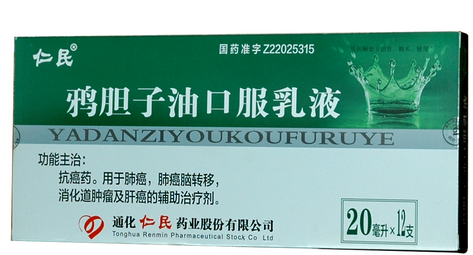 仁民
国药准字Z22025315
鸦胆子油口服乳液
YADANZIYOUKOUFURUYE
功能主治：
抗癌药。用于肺癌，肺癌脑转移，
消化道肿瘤及肝癌的辅助治疗剂。
通化仁民药业股份有限公司
Tonghua Renmin Pharmaceutical Stock Co Ltd
20毫升×12支